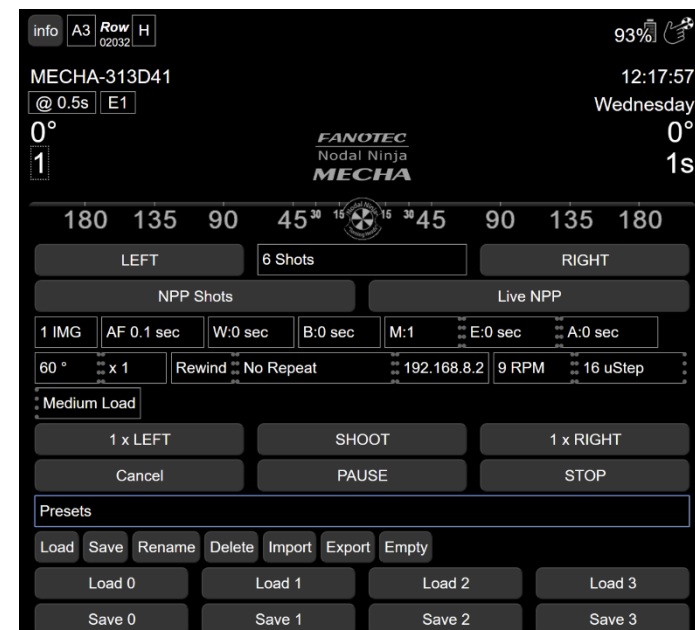 info A3 Row 02032 H 93%
MECHA-313D41 12:17:57
@ 0.5s E1 Wednesday
0° 0°
1 1s
FANOTEC
Nodal Ninja
MECHA
180 135 90 45 30 15 15 30 45 90 135 180
LEFT 6 Shots RIGHT
NPP Shots Live NPP
1 IMG AF 0.1 sec W:0 sec B:0 sec M:1 E:0 sec A:0 sec
60 ° x 1 Rewind No Repeat 192.168.8.2 9 RPM 16 uStep
Medium Load
1 x LEFT SHOOT 1 x RIGHT
Cancel PAUSE STOP
Presets
Load Save Rename Delete Import Export Empty
Load 0 Load 1 Load 2 Load 3
Save 0 Save 1 Save 2 Save 3